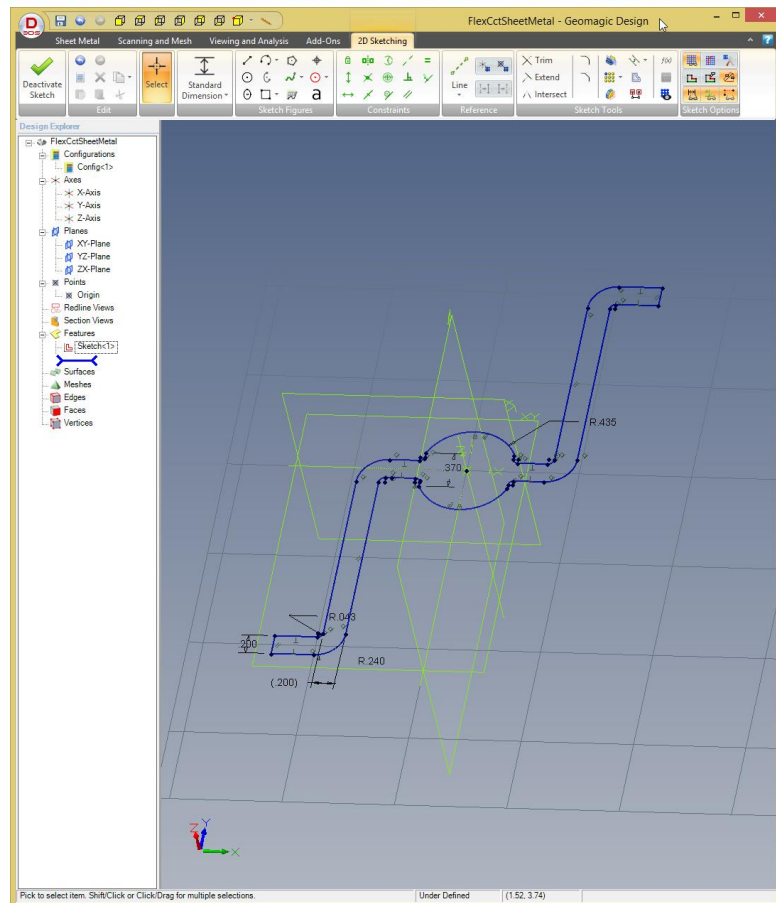 FlexCctSheetMetal - Geomagic Design
D
3DS
Sheet Metal Scanning and Mesh Viewing and Analysis Add-Ons 2D Sketching
Deactivate Sketch
Select
Standard Dimension
a
Line
Trim
Extend
Intersect
f(x)
Edit Sketch Figures Constraints Reference Sketch Tools Sketch Options
Design Explorer
FlexCctSheetMetal
Configurations
Config<1>
Axes
X-Axis
Y-Axis
Z-Axis
Planes
XY-Plane
YZ-Plane
ZX-Plane
Points
Origin
Redline Views
Section Views
Features
Sketch<1>
Surfaces
Meshes
Edges
Faces
Vertices
R.435
.370
R.043
.200
R.240
(.200)
Z Y
X
Pick to select item. Shift/Click or Click/Drag for multiple selections. Under Defined (1.52, 3.74)